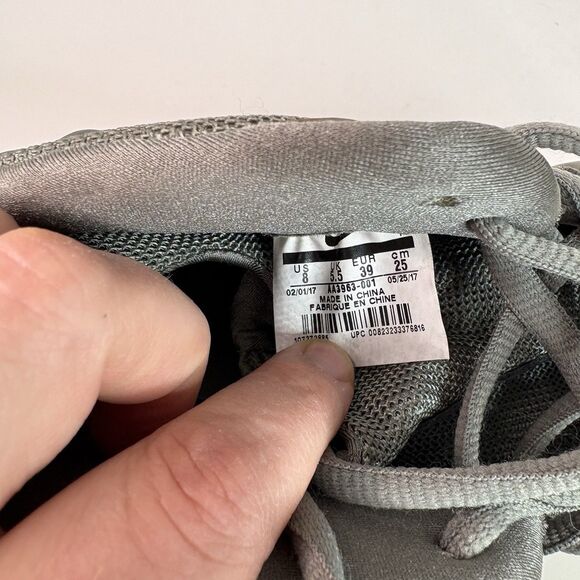 US UK EUR cm
8 5.5 39 25
02/01/17 AA3963-001 05/25/17
MADE IN CHINA
FABRIQUE EN CHINE
UPC 00823233376816